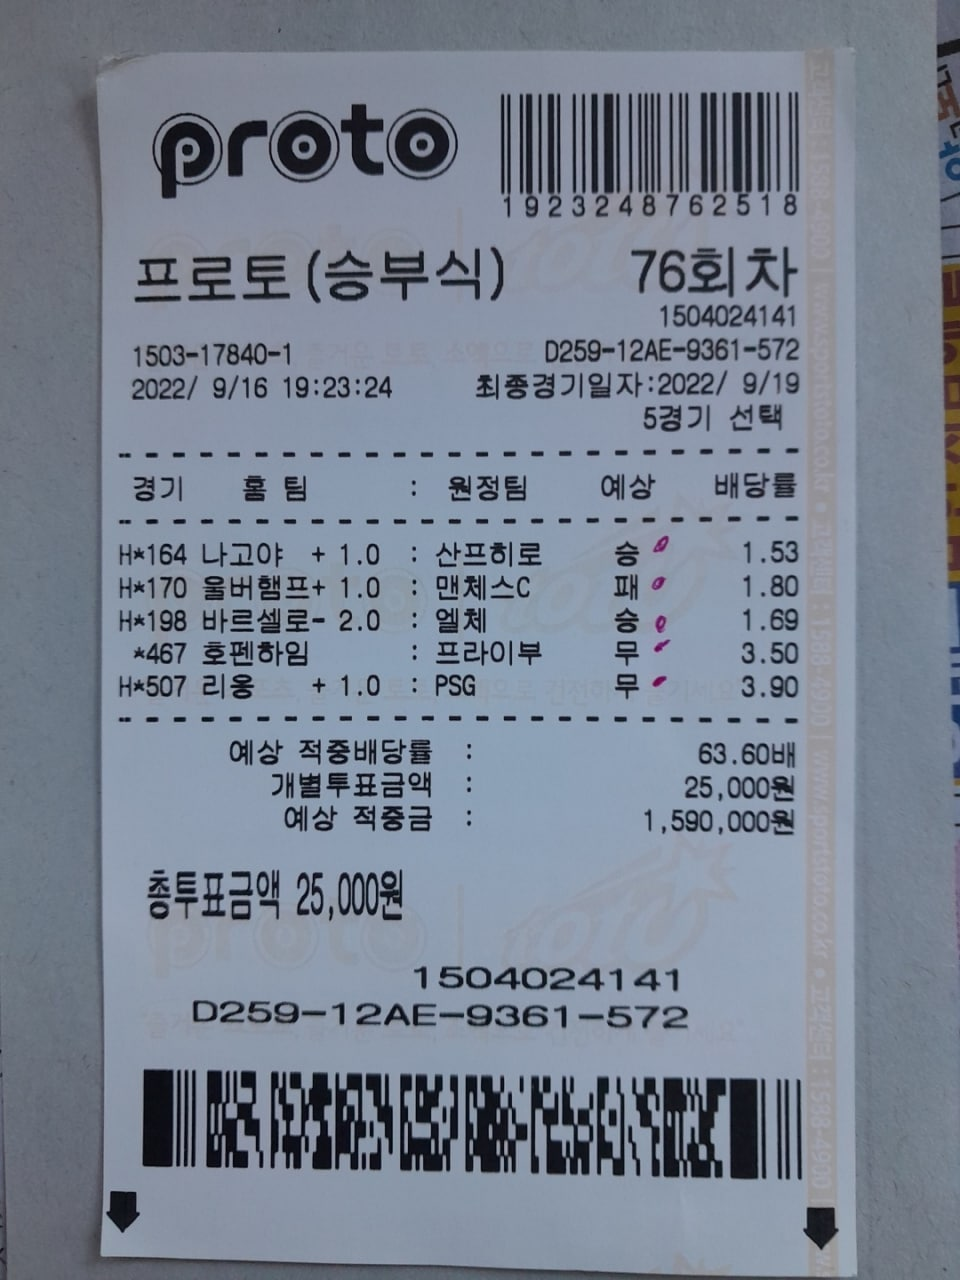 proto
1923248762518
프로토(승부식) 76회차
1504024141
1503-17840-1 D259-12AE-9361-572
2022/ 9/16 19:23:24 최종경기일자:2022/ 9/19
5경기 선택
경기 홈 팀 : 원정팀 예상 배당률
H*164 나고야 + 1.0 : 산프히로 승 1.53
H*170 울버햄프+ 1.0 : 맨체스C 패 1.80
H*198 바르셀로- 2.0 : 엘체 승 1.69
*467 호펜하임 : 프라이부 무 3.50
H*507 리옹 + 1.0 : PSG 무 3.90
예상 적중배당률 : 63.60배
개별투표금액 : 25,000원
예상 적중금 : 1,590,000원
총투표금액 25,000원
1504024141
D259-12AE-9361-572